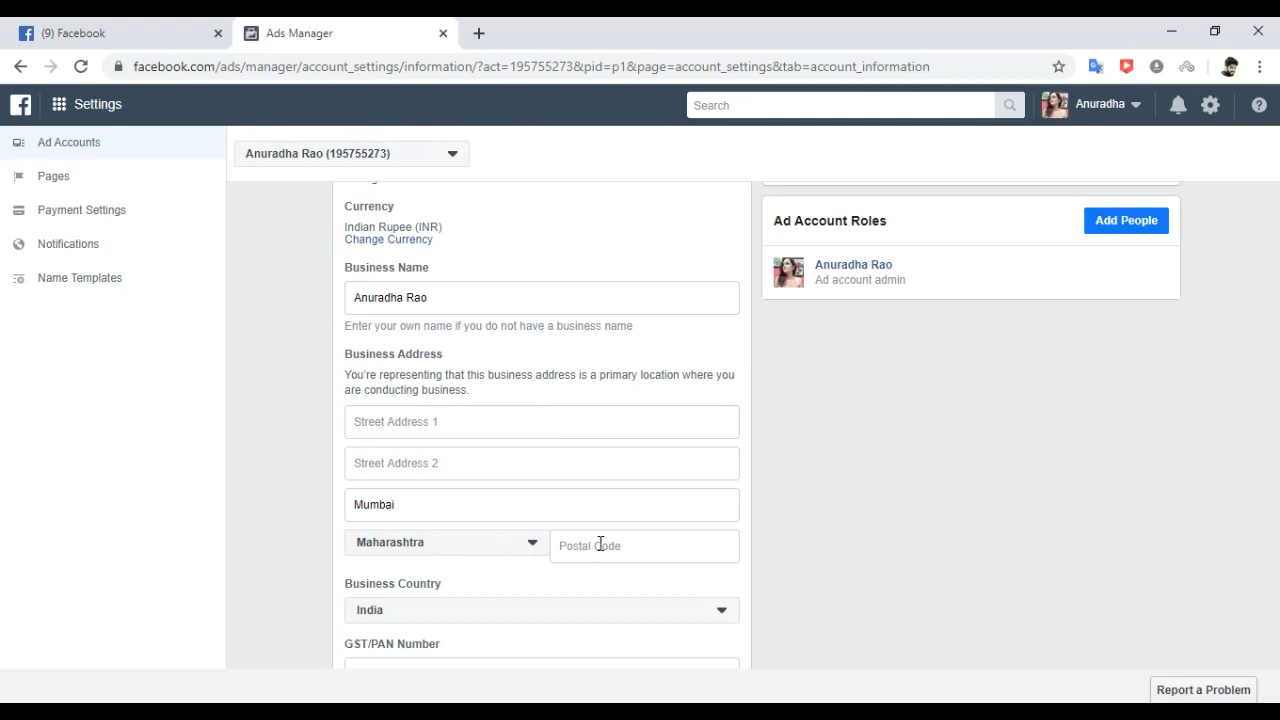 (9) Facebook
Ads Manager
facebook.com/ads/manager/account_settings/information/?act=195755273&pid=p1&page=account_settings&tab=account_information
Settings
Search
Anuradha
Ad Accounts
Pages
Payment Settings
Notifications
Name Templates
Anuradha Rao (195755273)
Currency
Indian Rupee (INR)
Change Currency
Business Name
Anuradha Rao
Enter your own name if you do not have a business name
Business Address
You're representing that this business address is a primary location where you
are conducting business.
Street Address 1
Street Address 2
Mumbai
Maharashtra
Postal Code
Business Country
India
GST/PAN Number
Ad Account Roles
Add People
Anuradha Rao
Ad account admin
Report a Problem